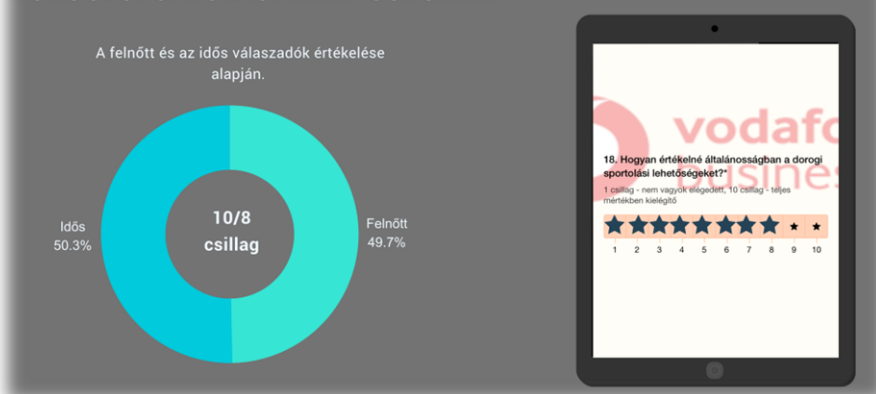 A felnőtt és az idős válaszadók értékelése
alapján.
Idős
50.3%
10/8
csillag
Felnőtt
49.7%
vodafo
busines
18. Hogyan értékelné általánosságban a dorogi
sportolási lehetőségeket?*
1 csillag - nem vagyok elégedett, 10 csillag - teljes
mértékben kielégítő
1 2 3 4 5 6 7 8 9 10